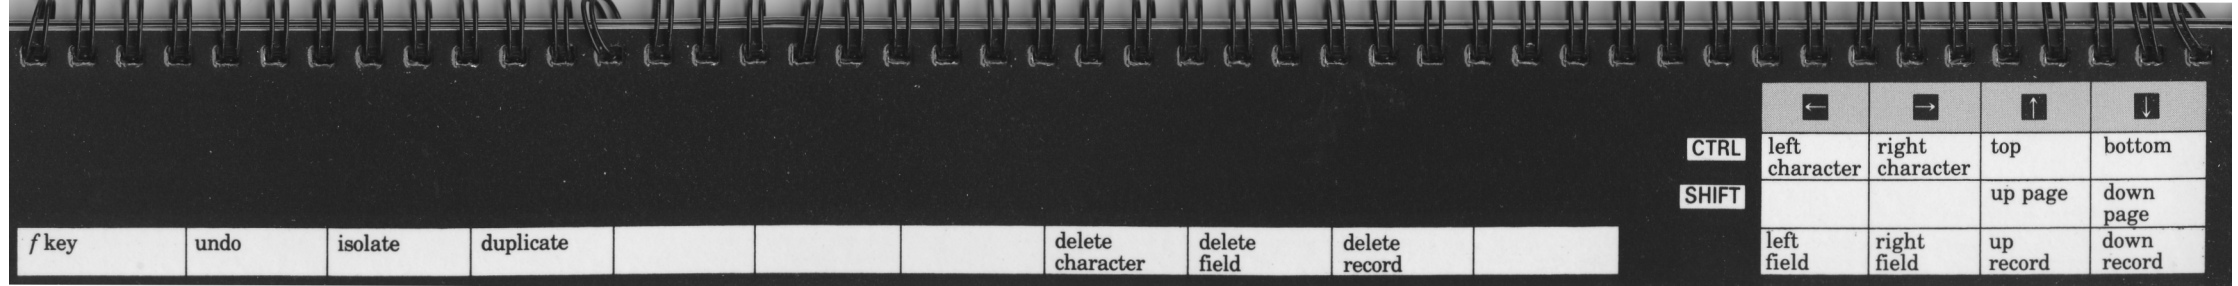 ← → ↑ ↓
CTRL left character right character top bottom
SHIFT up page down page
f key undo isolate duplicate delete character delete field delete record left field right field up record down record